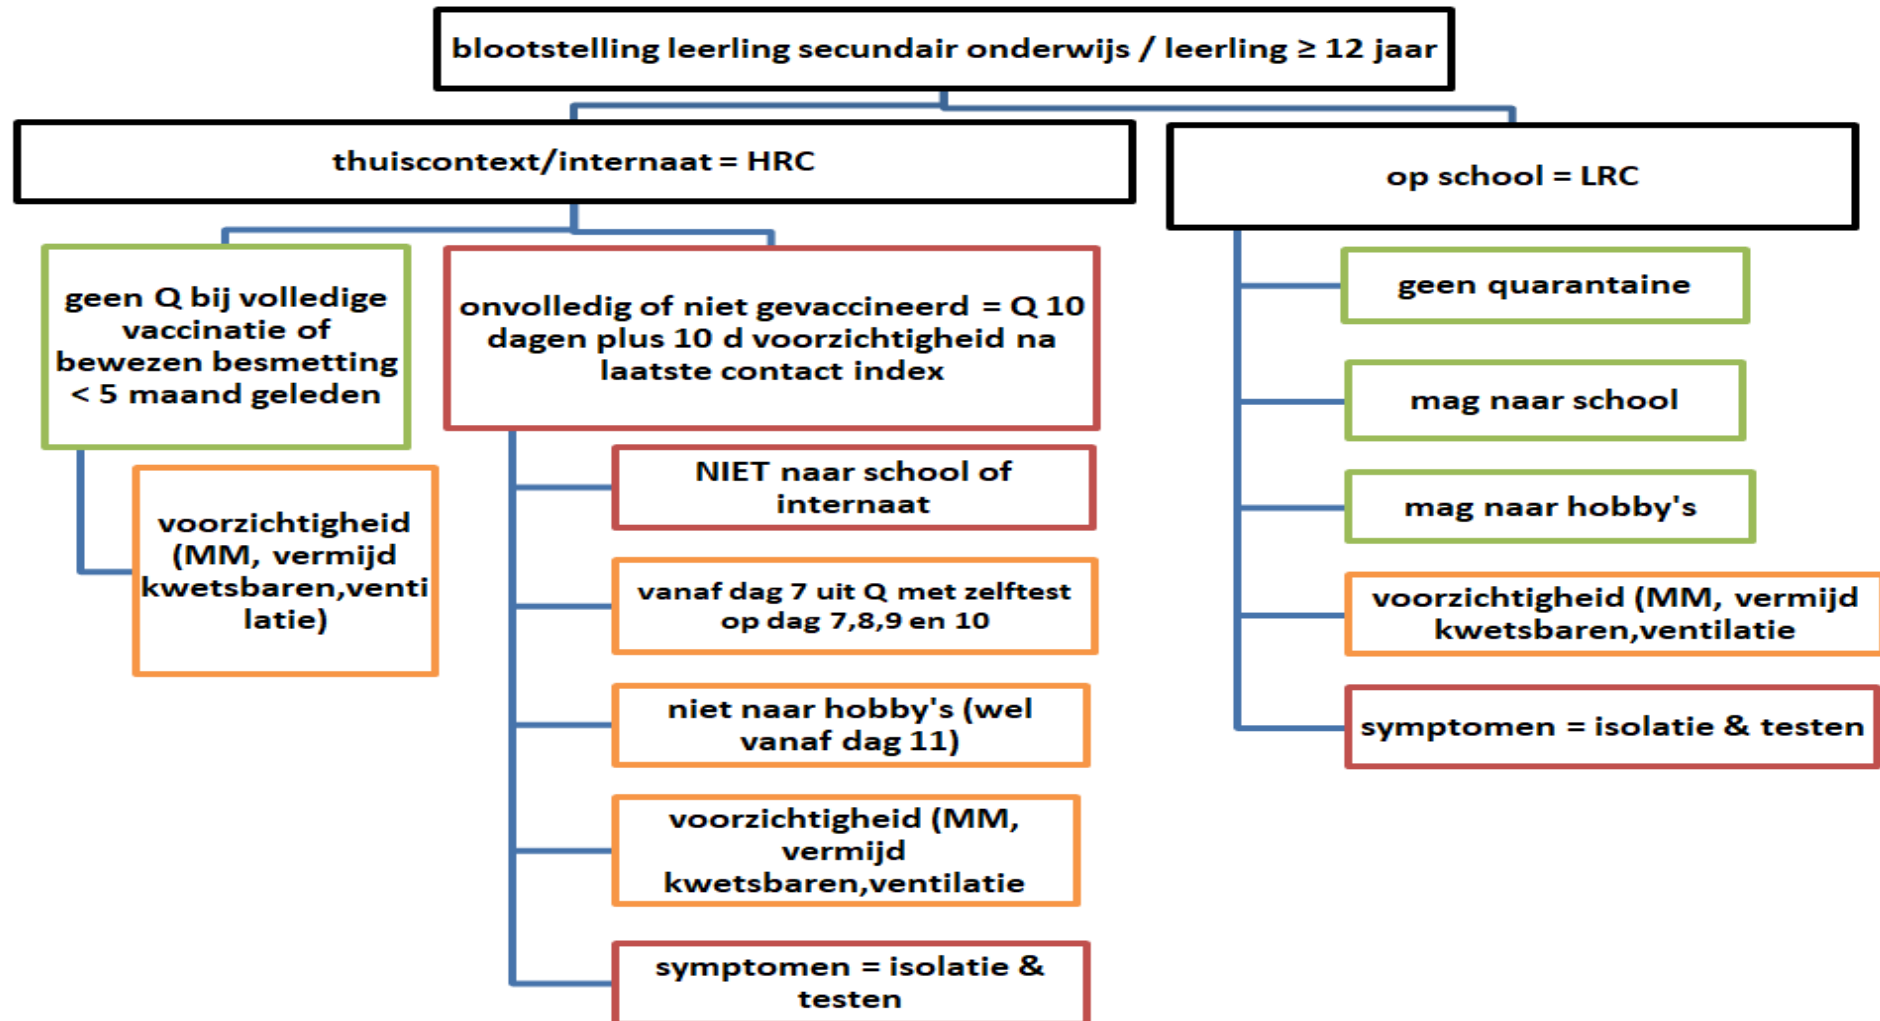 blootstelling leerling secundair onderwijs / leerling ≥ 12 jaar
thuiscontext/internaat = HRC
geen Q bij volledige
vaccinatie of
bewezen besmetting
< 5 maand geleden
voorzichtigheid
(MM, vermijd
kwetsbaren,venti
latie)
onvolledig of niet gevaccineerd = Q 10
dagen plus 10 d voorzichtigheid na
laatste contact index
NIET naar school of
internaat
vanaf dag 7 uit Q met zelftest
op dag 7,8,9 en 10
niet naar hobby's (wel
vanaf dag 11)
voorzichtigheid (MM,
vermijd
kwetsbaren,ventilatie
symptomen = isolatie &
testen
op school = LRC
geen quarantaine
mag naar school
mag naar hobby's
voorzichtigheid (MM, vermijd
kwetsbaren,ventilatie
symptomen = isolatie & testen